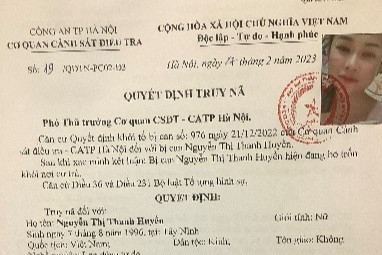 CÔNG AN TP HÀ NỘI
CƠ QUAN CẢNH SÁT ĐIỀU TRA
CỘNG HÒA XÃ HỘI CHỦ NGHĨA VIỆT NAM
Độc lập - Tự do - Hạnh phúc
Số: 19
Hà Nội, ngày tháng 2 năm 2023
QUYẾT ĐỊNH TRUY NÃ
Phó Thủ trưởng Cơ quan CSĐT - CATP Hà Nội.
Căn cứ Quyết định khởi tố bị can số: 976 ngày 21/12/2022 của Cơ quan Cảnh
sát điều tra - CATP Hà Nội đối với bị can Nguyễn Thị Thanh Huyền.
Sau khi xác minh kết luận: Bị can Nguyễn Thị Thanh Huyền hiện đang bỏ trốn
khỏi nơi cư trú.
Căn cứ Điều 36 và Điều 231 Bộ luật Tố tụng hình sự,
QUYẾT ĐỊNH:
Truy nã đối với:
Họ tên: Nguyễn Thị Thanh Huyền Giới tính: Nữ
Sinh ngày 7 tháng 8 năm 1996, tại: Tây Ninh
Quốc tịch: Việt Nam; Dân tộc: Kinh; Tôn giáo: Không.